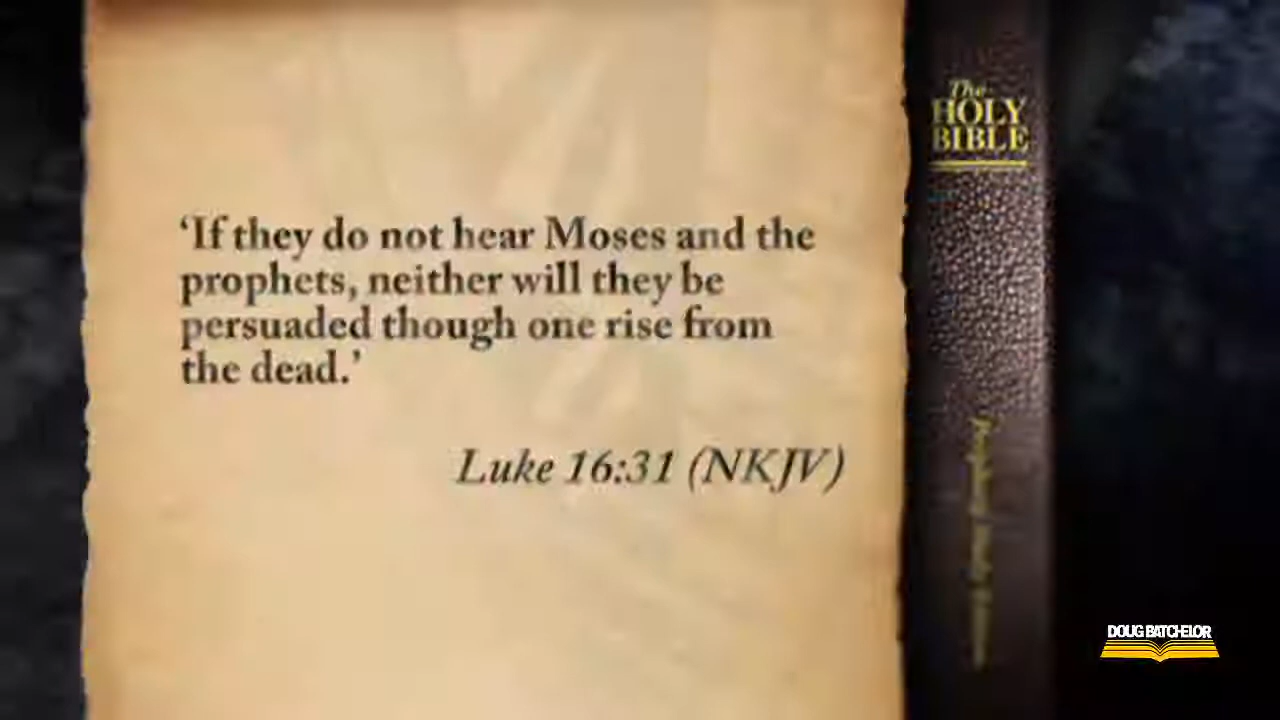 ‘If they do not hear Moses and the
prophets, neither will they be
persuaded though one rise from
the dead.’
Luke 16:31 (NKJV)
The
HOLY
BIBLE
DOUG BATCHELOR